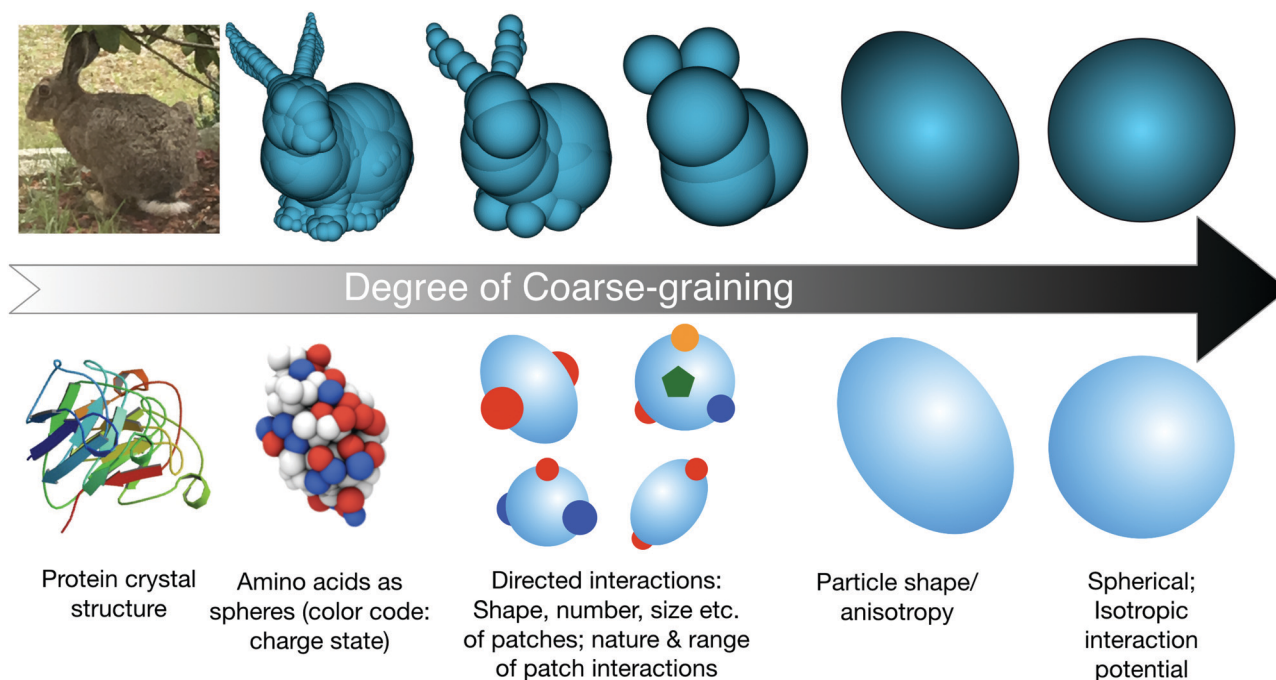 Degree of Coarse-graining
Protein crystal
structure
Amino acids as
spheres (color code:
charge state)
Directed interactions:
Shape, number, size etc.
of patches; nature & range
of patch interactions
Particle shape/
anisotropy
Spherical;
Isotropic
interaction
potential